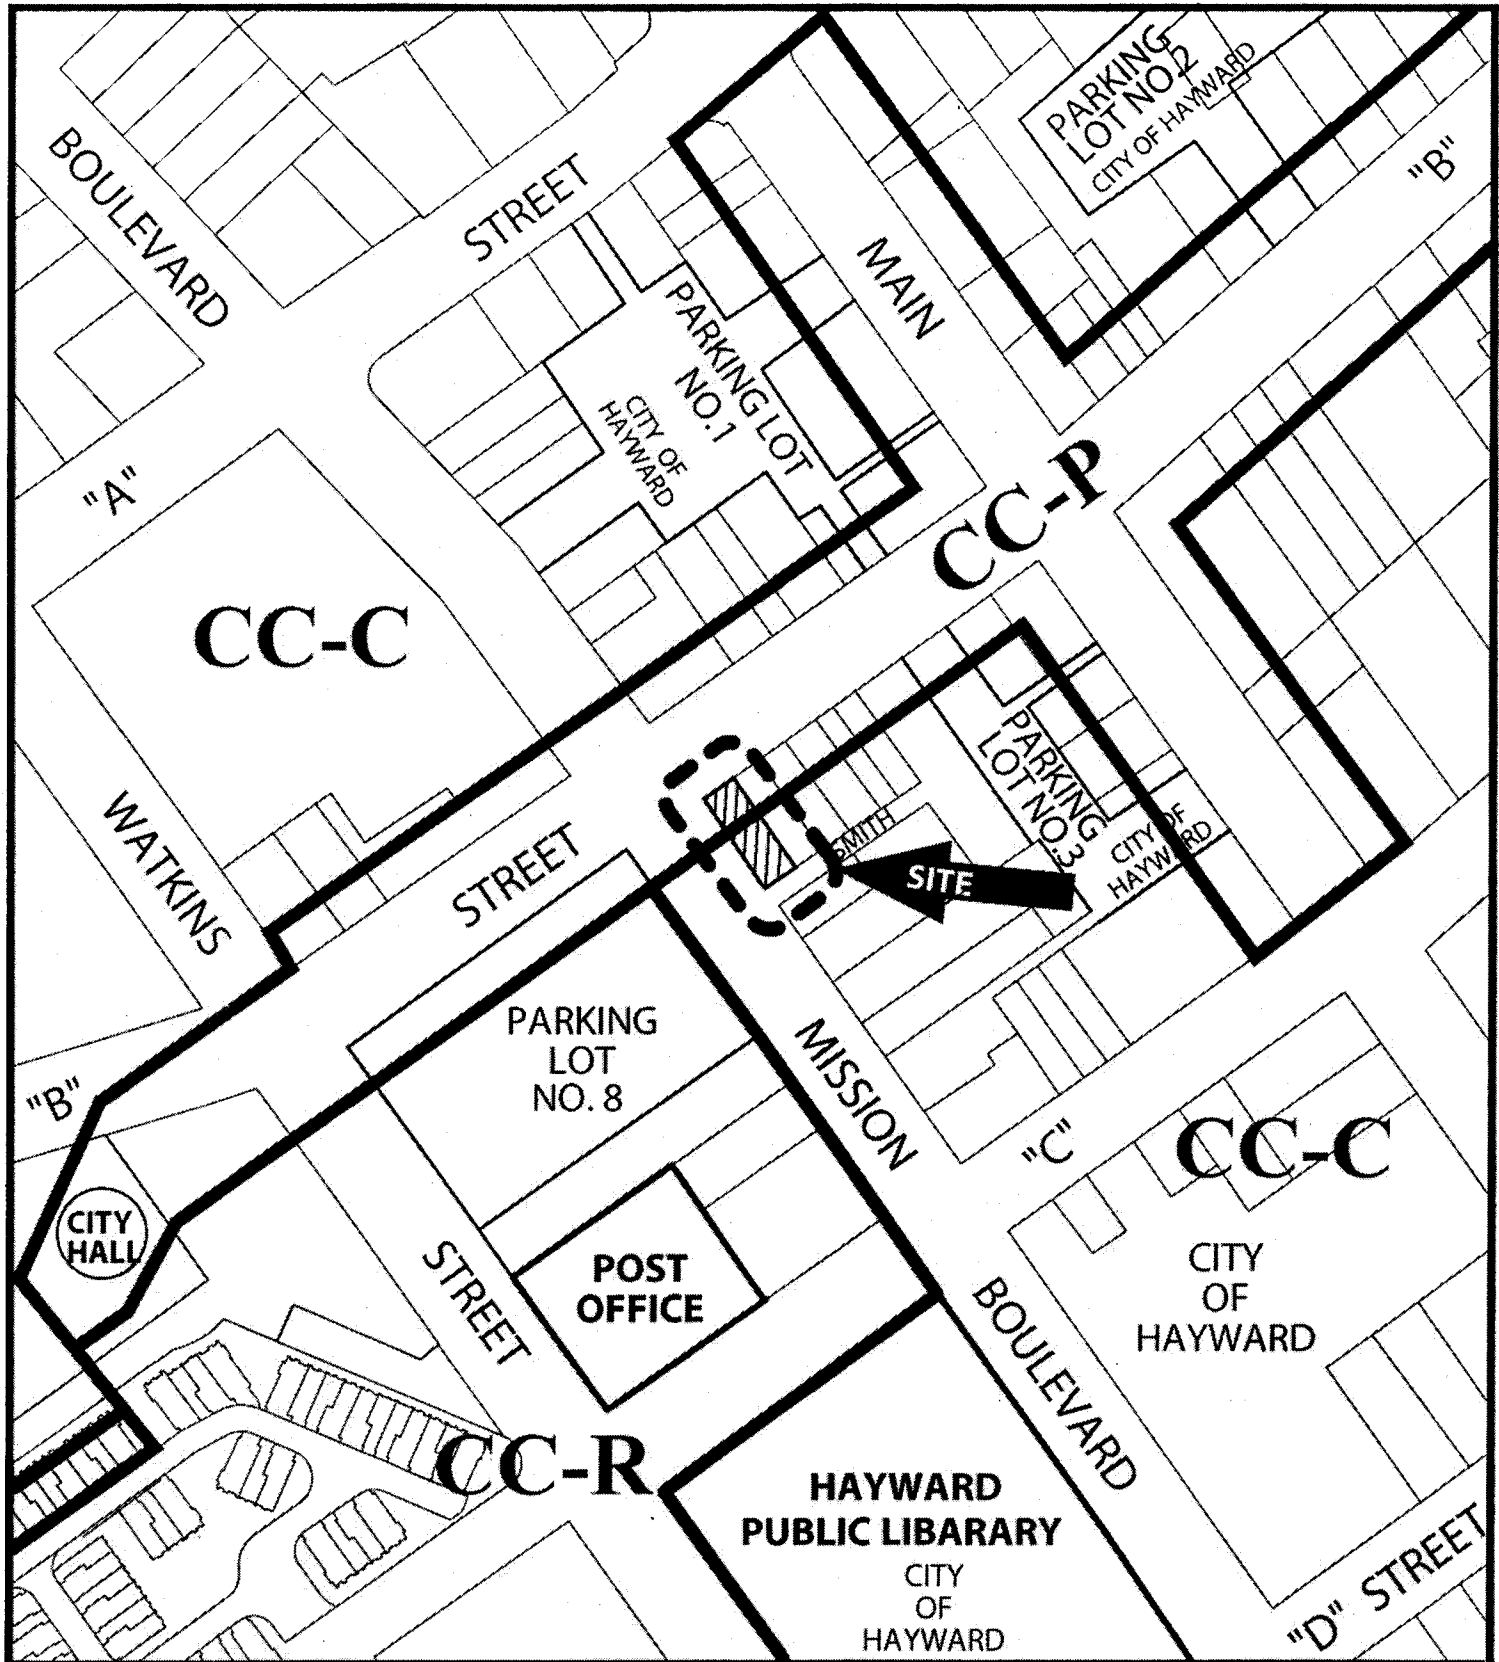 PARKING
LOT NO.2
CITY OF HAYWARD
"B"
BOULEVARD
STREET
MAIN
PARKING LOT
NO.1
CITY OF
HAYWARD
"A"
CC-P
CC-C
PARKING
LOT NO.3
CITY OF
HAYWARD
WATKINS
STREET
SMITH
SITE
PARKING
LOT
NO. 8
MISSION
"B"
"C"
CC-C
CITY
HALL
CITY
OF
HAYWARD
STREET
POST
OFFICE
BOULEVARD
CC-R
HAYWARD
PUBLIC LIBARARY
CITY
OF
HAYWARD
"D" STREET